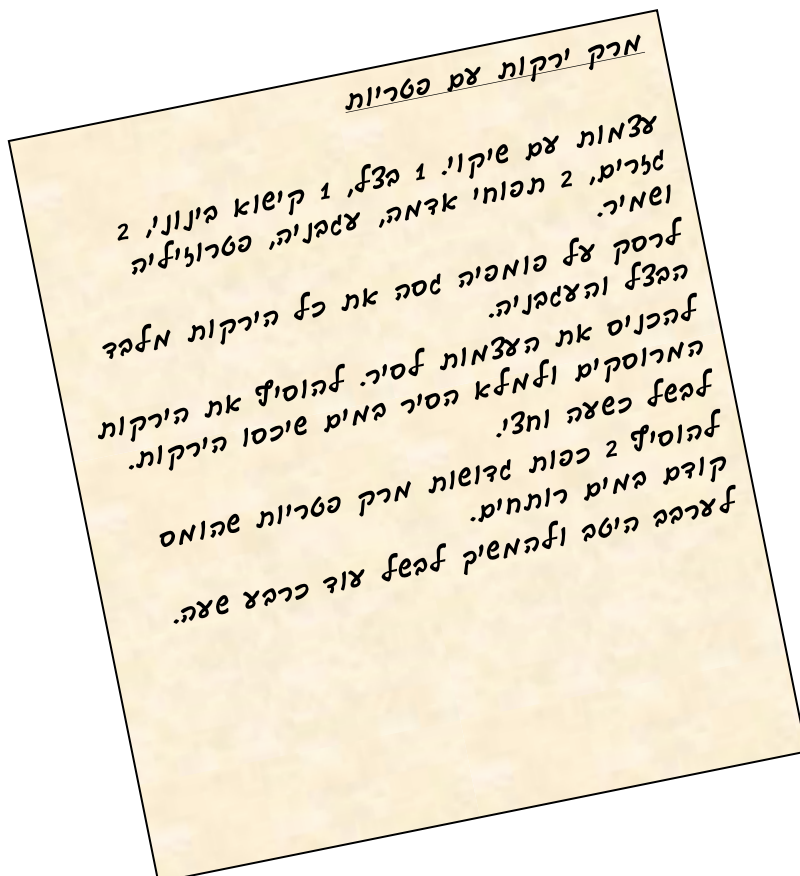 מרק ירקות עם פטריות
עצמות עם שיקוי. 1 בצל, 1 קישוא בינוני, 2
גזרים, 2 תפוחי אדמה, עגבניה, פטרוזיליה
ושמיר.
לרסק על פומפיה גסה את כל הירקות מלבד
הבצל והעגבניה.
להכניס את העצמות לסיר. להוסיף את הירקות
המרוסקים ולמלא הסיר במים שיכסו הירקות.
לבשל כשעה וחצי.
להוסיף 2 כפות גדושות מרק פטריות שהומס
קודם במים רותחים.
לערבב היטב ולהמשיך לבשל עוד כרבע שעה.